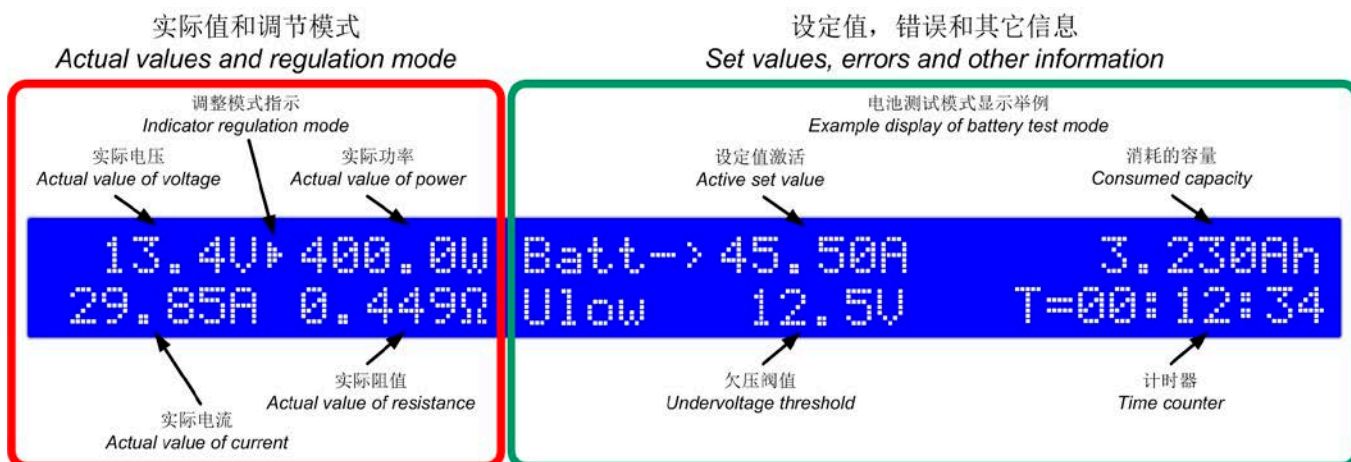 实际值和调节模式
Actual values and regulation mode
设定值，错误和其它信息
Set values, errors and other information
调整模式指示
Indicator regulation mode
实际电压
Actual value of voltage
实际功率
Actual value of power
电池测试模式显示举例
Example display of battery test mode
设定值激活
Active set value
消耗的容量
Consumed capacity
13.4V▶400.0W Batt->45.50A 3.230Ah
29.85A 0.449Ω Ulow 12.5V T=00:12:34
实际电流
Actual value of current
实际阻值
Actual value of resistance
欠压阀值
Undervoltage threshold
计时器
Time counter